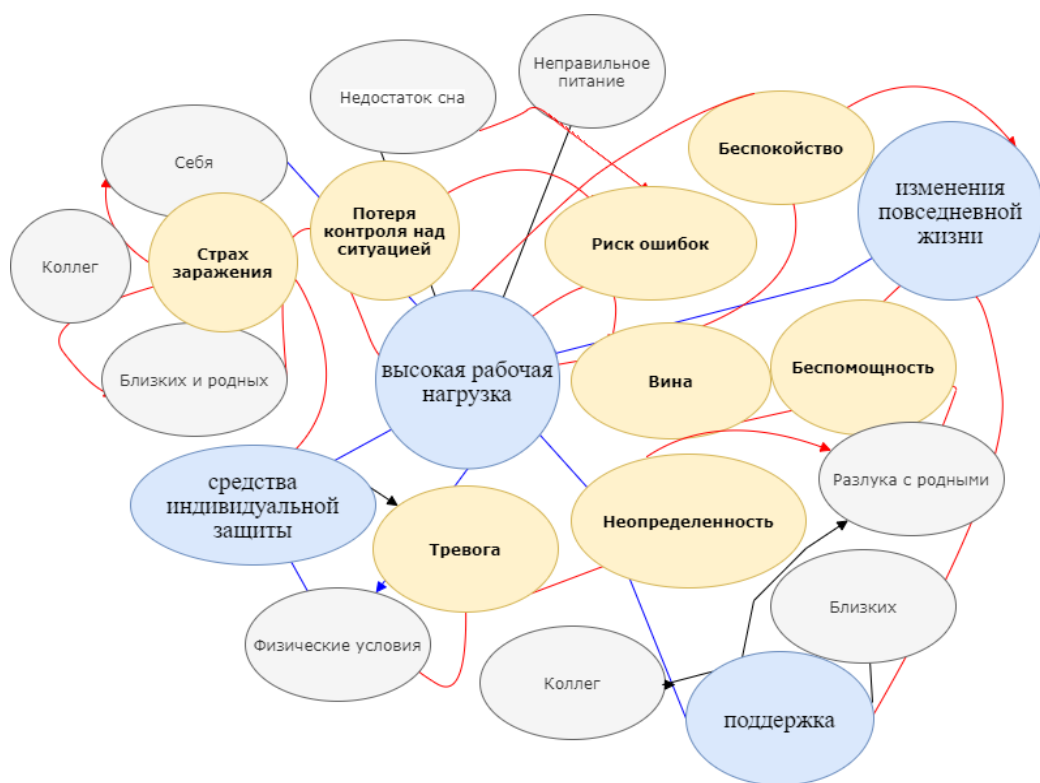 Неправильное
питание
Недостаток сна
Беспокойство
Себя
изменения
повседневной
жизни
Потеря
контроля над
ситуацией
Риск ошибок
Страх
заражения
Коллег
высокая рабочая
нагрузка
Близких и родных
Вина
Беспомощность
средства
индивидуальной
защиты
Разлука с родными
Неопределенность
Тревога
Близких
Физические условия
Коллег
поддержка